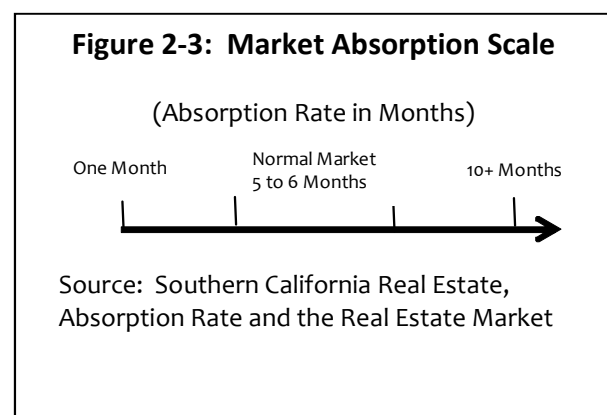 Figure 2-3: Market Absorption Scale
(Absorption Rate in Months)
One Month
Normal Market
5 to 6 Months
10+ Months
Source: Southern California Real Estate,
Absorption Rate and the Real Estate Market